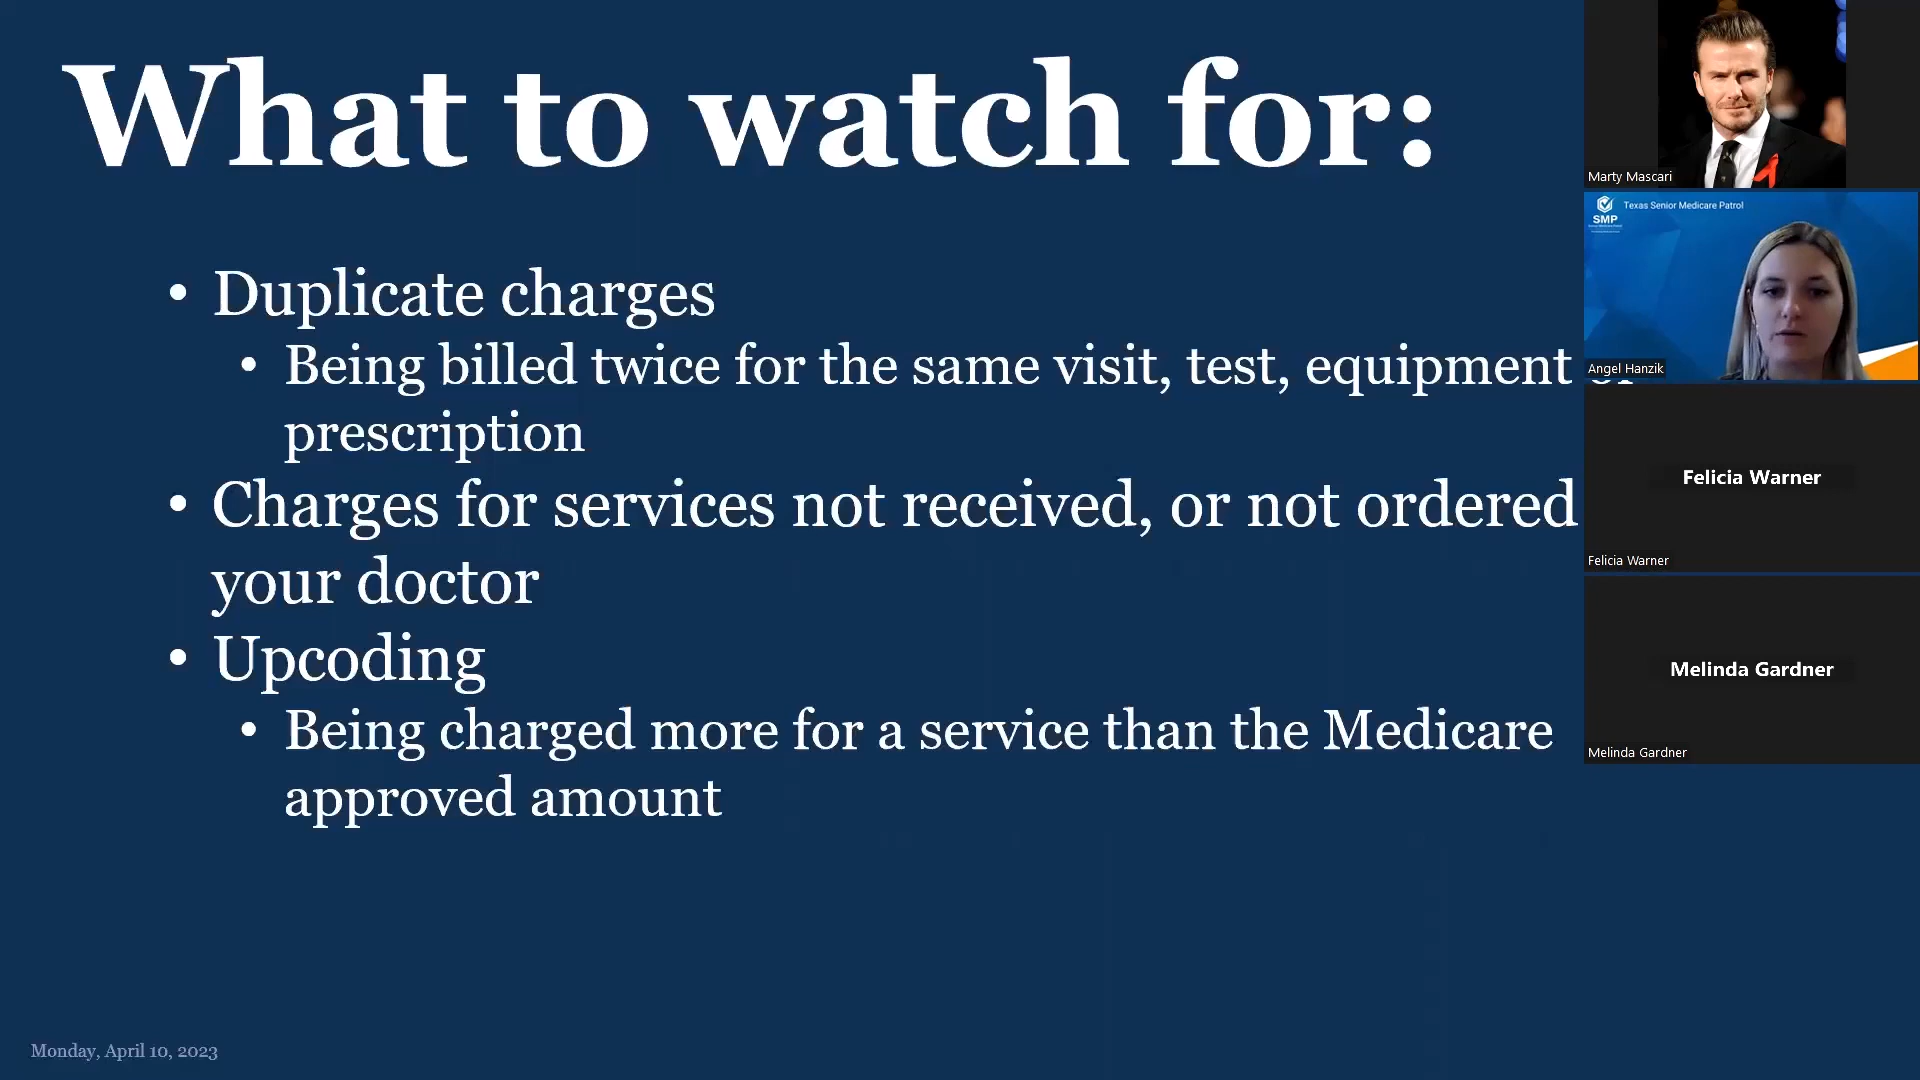 What to watch for:
• Duplicate charges
• Being billed twice for the same visit, test, equipment
prescription
• Charges for services not received, or not ordered
your doctor
• Upcoding
• Being charged more for a service than the Medicare
approved amount
Monday, April 10, 2023
Marty Mascari
SMP
Texas Senior Medicare Patrol
Angel Hanzik
Felicia Warner
Felicia Warner
Melinda Gardner
Melinda Gardner